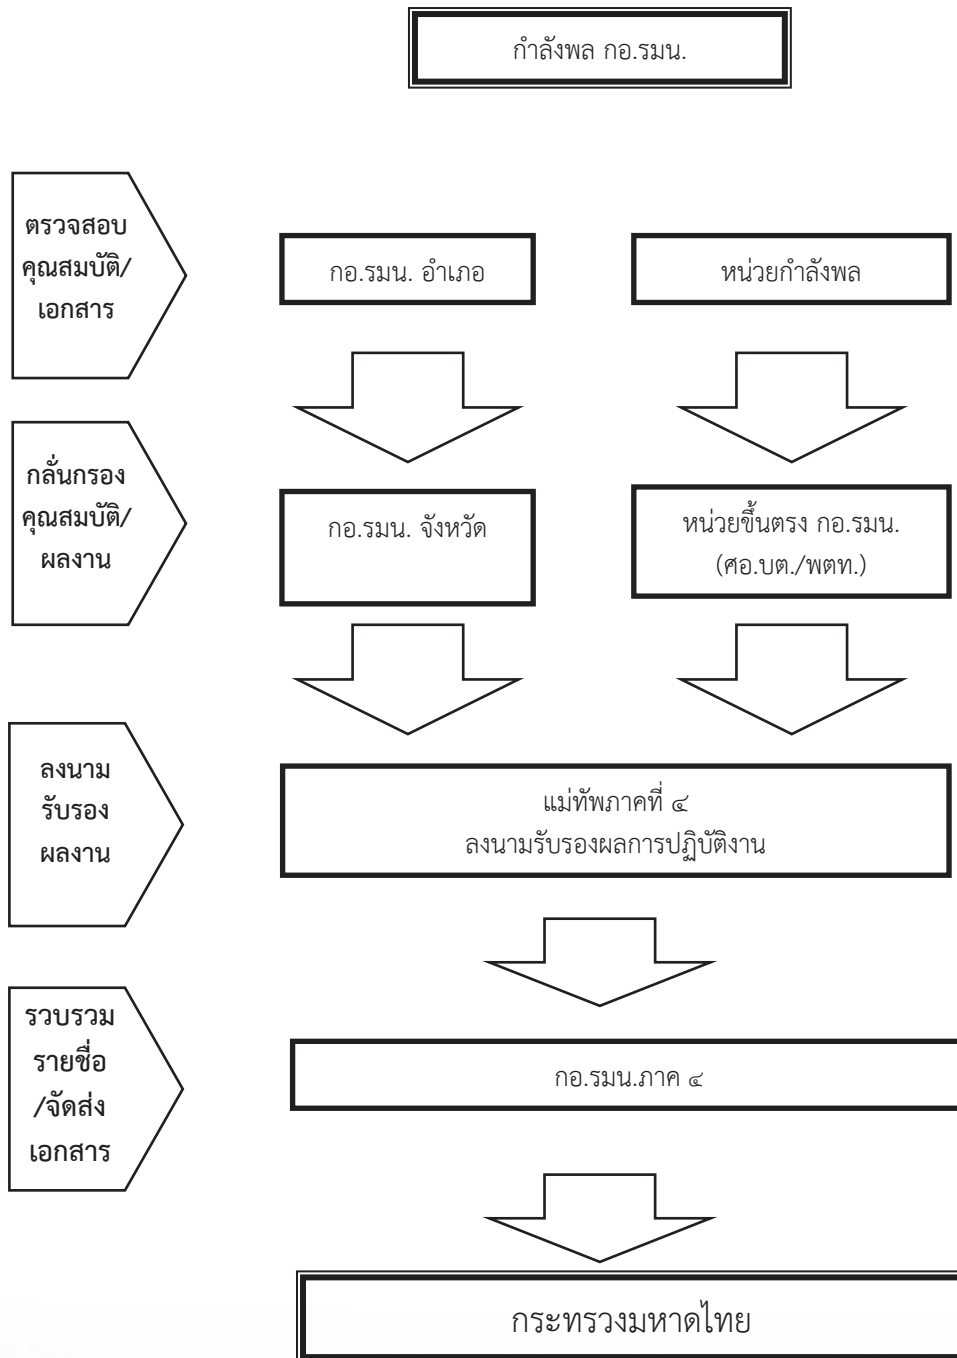 กำลังพล กอ.รมน.
ตรวจสอบ
คุณสมบัติ/
เอกสาร
กอ.รมน. อำเภอ
หน่วยกำลังพล
กลั่นกรอง
คุณสมบัติ/
ผลงาน
กอ.รมน. จังหวัด
หน่วยขึ้นตรง กอ.รมน.
(ศอ.บต./พตท.)
ลงนาม
รับรอง
ผลงาน
แม่ทัพภาคที่ ๔
ลงนามรับรองผลการปฏิบัติงาน
รวบรวม
รายชื่อ
/จัดส่ง
เอกสาร
กอ.รมน.ภาค ๔
กระทรวงมหาดไทย